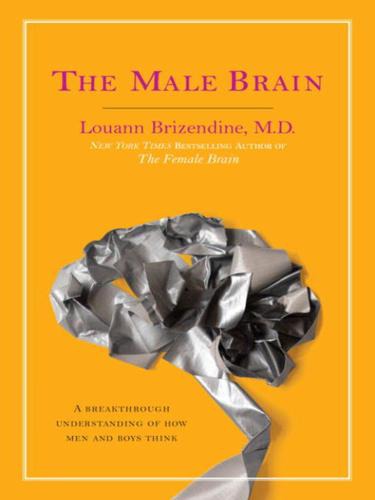 THE MALE BRAIN
Louann Brizendine, M.D.
NEW YORK TIMES BESTSELLING AUTHOR OF
The Female Brain
A BREAKTHROUGH
UNDERSTANDING OF HOW
MEN AND BOYS THINK